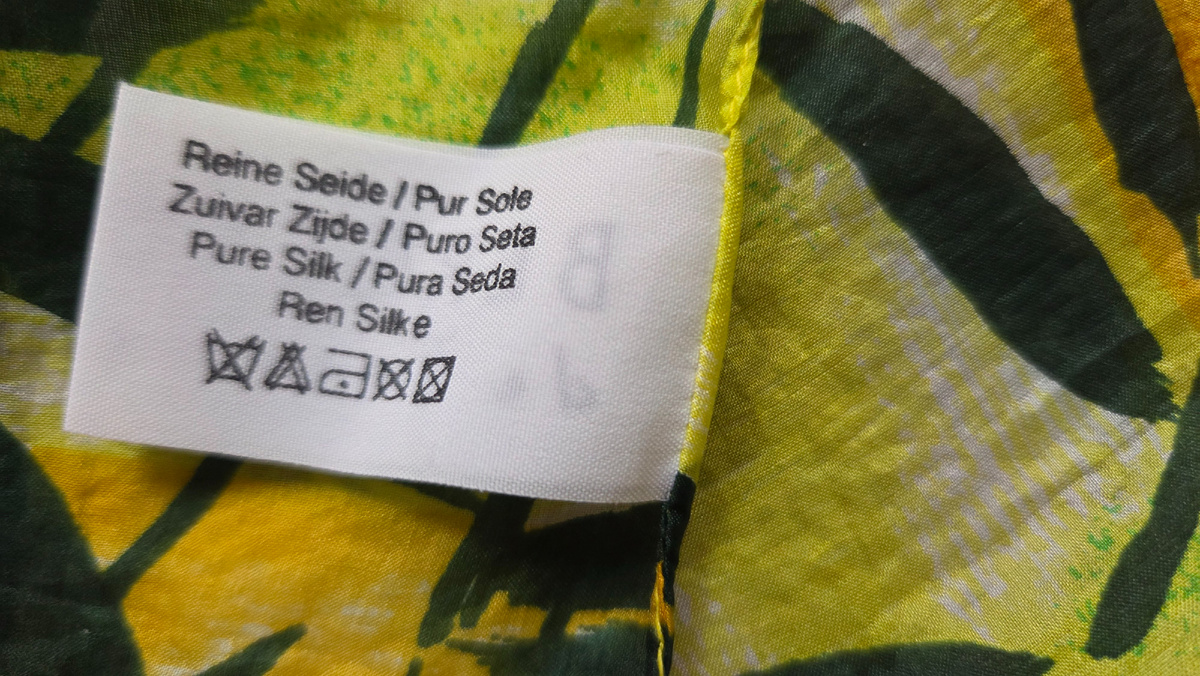 Reine Seide / Pur Sole
Zuivar Zijde / Puro Seta
Pure Silk / Pura Seda
Ren Silke